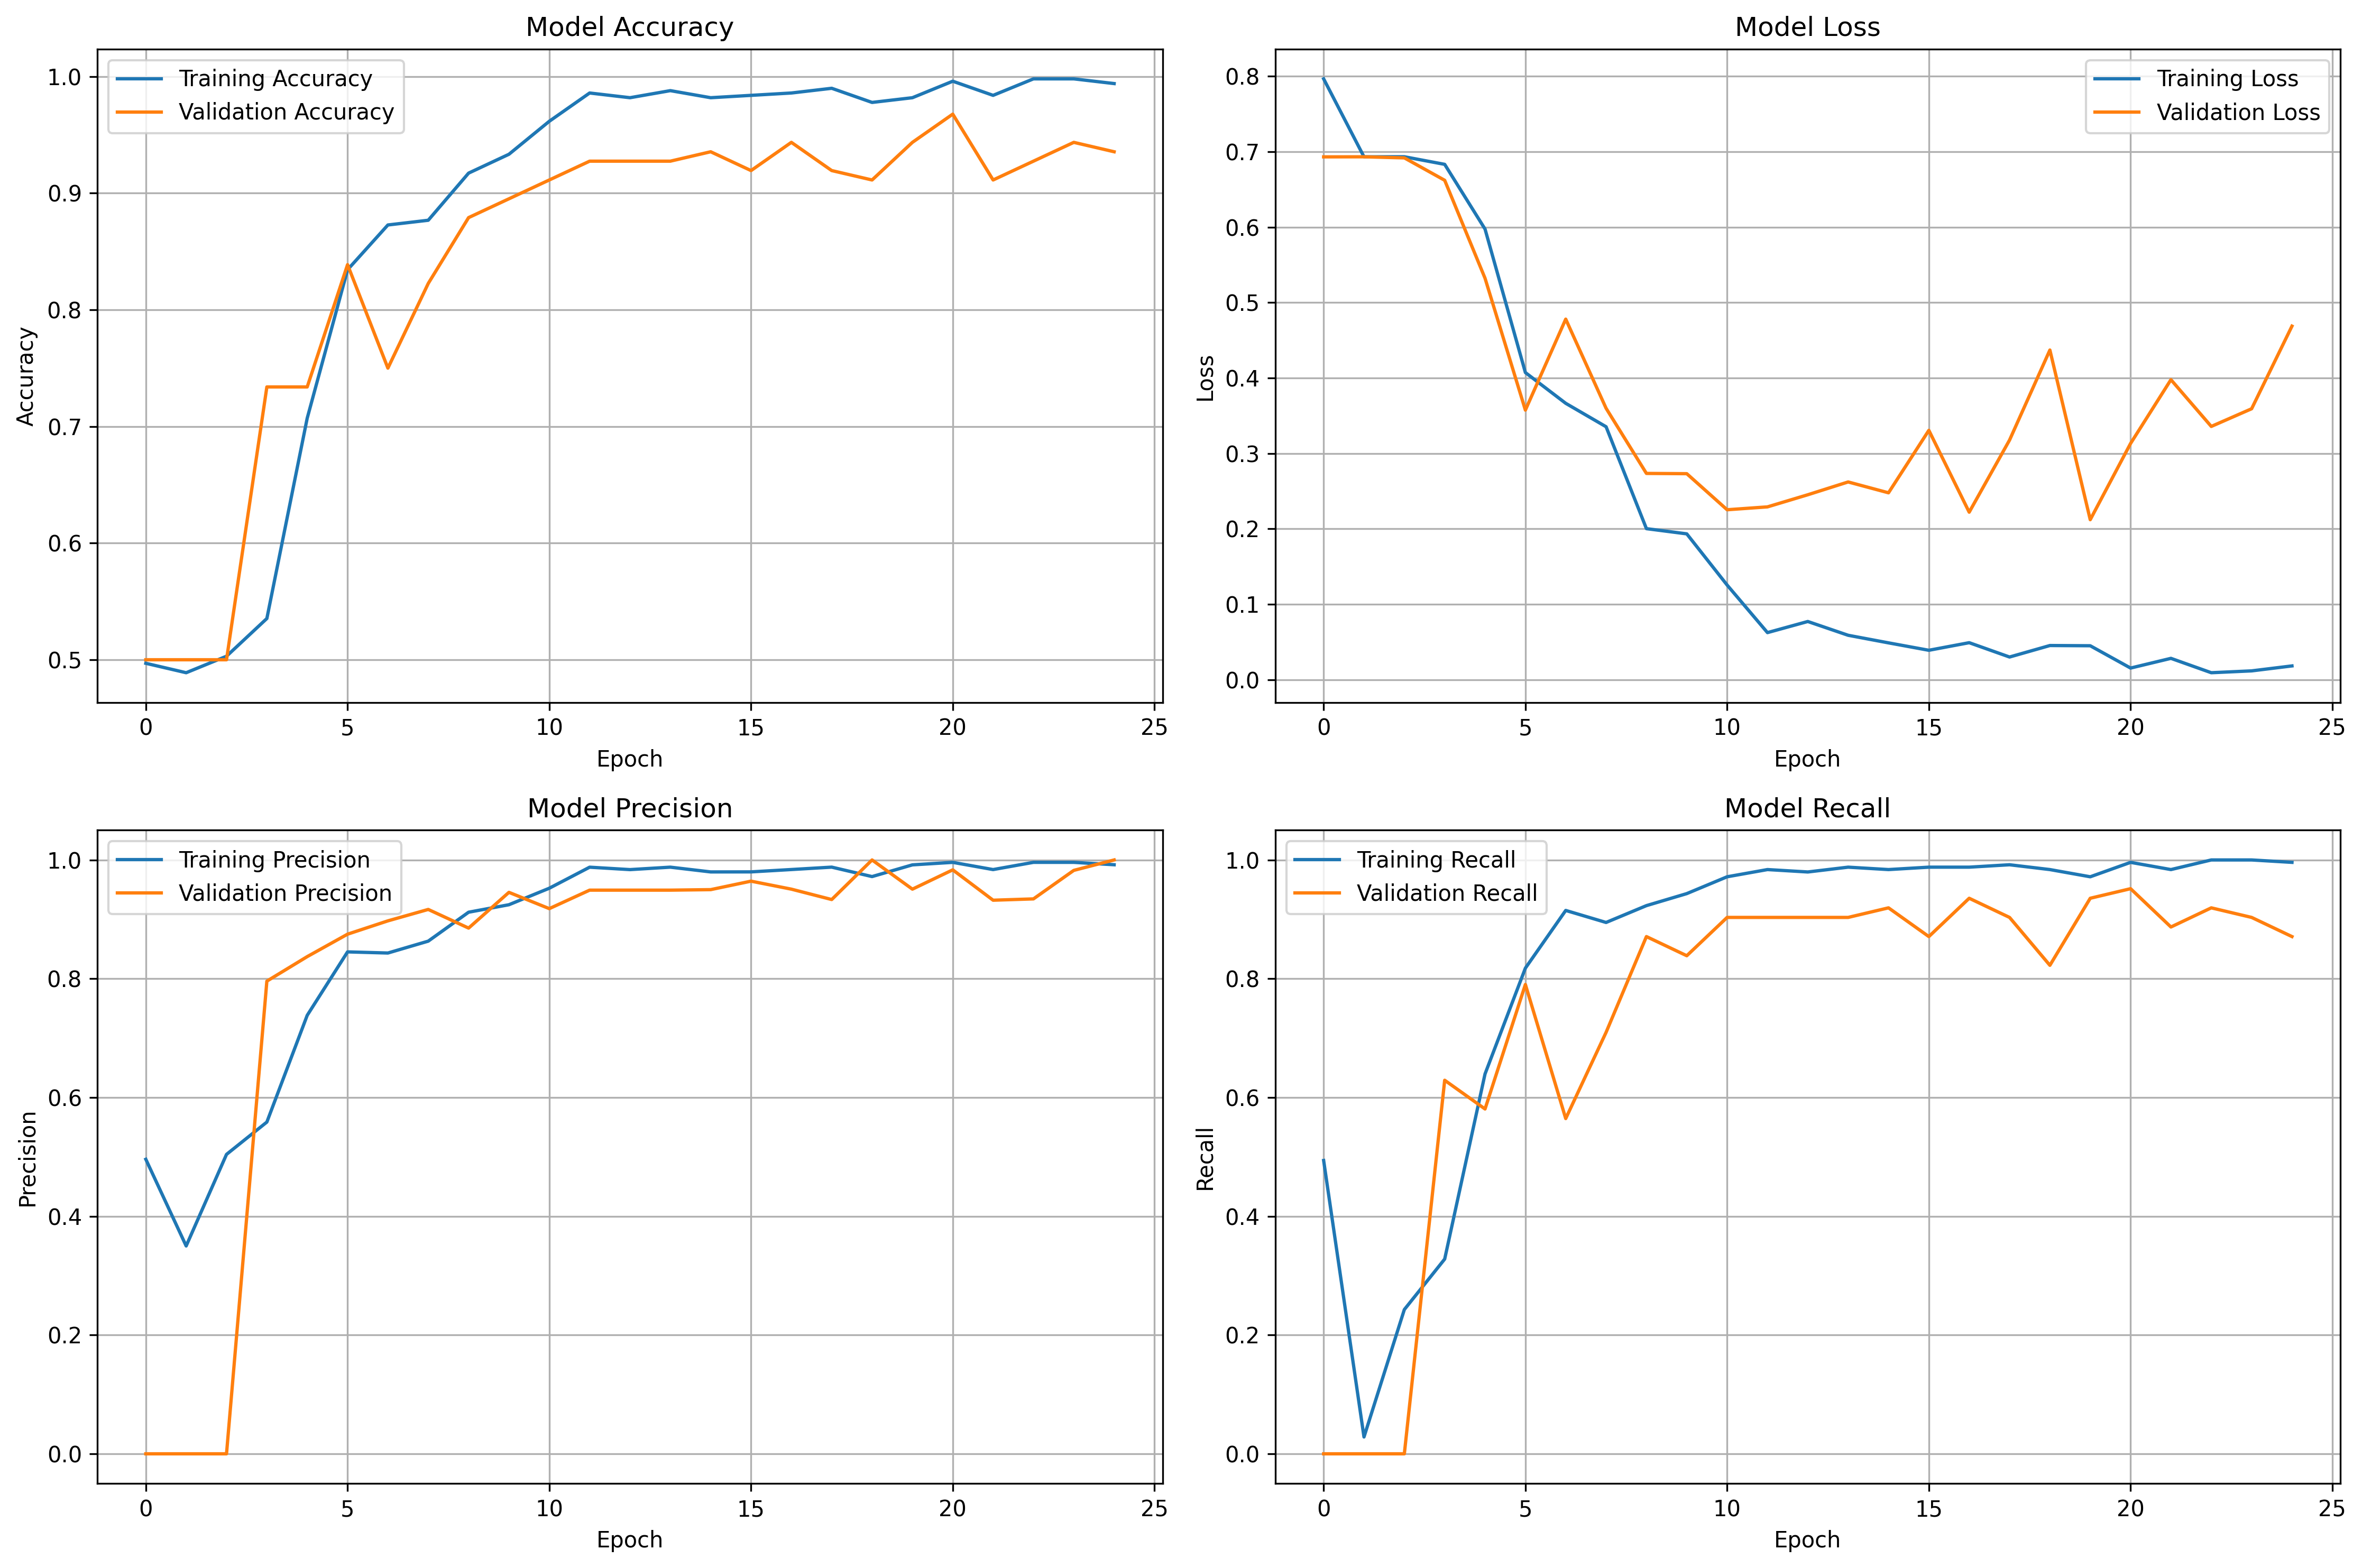 Model Accuracy
Training Accuracy
Validation Accuracy
Accuracy
1.0
0.9
0.8
0.7
0.6
0.5
0 5 10 15 20 25
Epoch
Model Loss
Training Loss
Validation Loss
Loss
0.8
0.7
0.6
0.5
0.4
0.3
0.2
0.1
0.0
0 5 10 15 20 25
Epoch
Model Precision
Training Precision
Validation Precision
Precision
1.0
0.8
0.6
0.4
0.2
0.0
0 5 10 15 20 25
Epoch
Model Recall
Training Recall
Validation Recall
Recall
1.0
0.8
0.6
0.4
0.2
0.0
0 5 10 15 20 25
Epoch